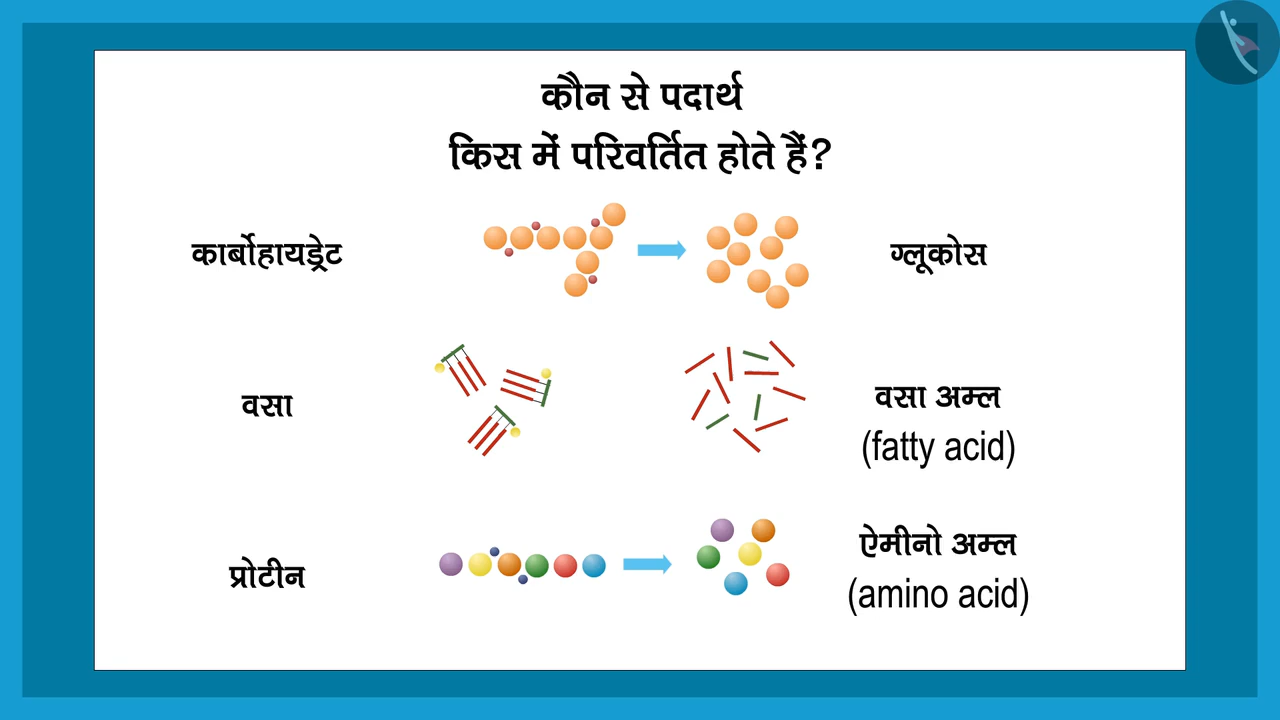 कौन से पदार्थ
किस में परिवर्तित होते हैं?
कार्बोहायड्रेट
ग्लूकोस
वसा
वसा अम्ल
(fatty acid)
प्रोटीन
ऐमीनो अम्ल
(amino acid)